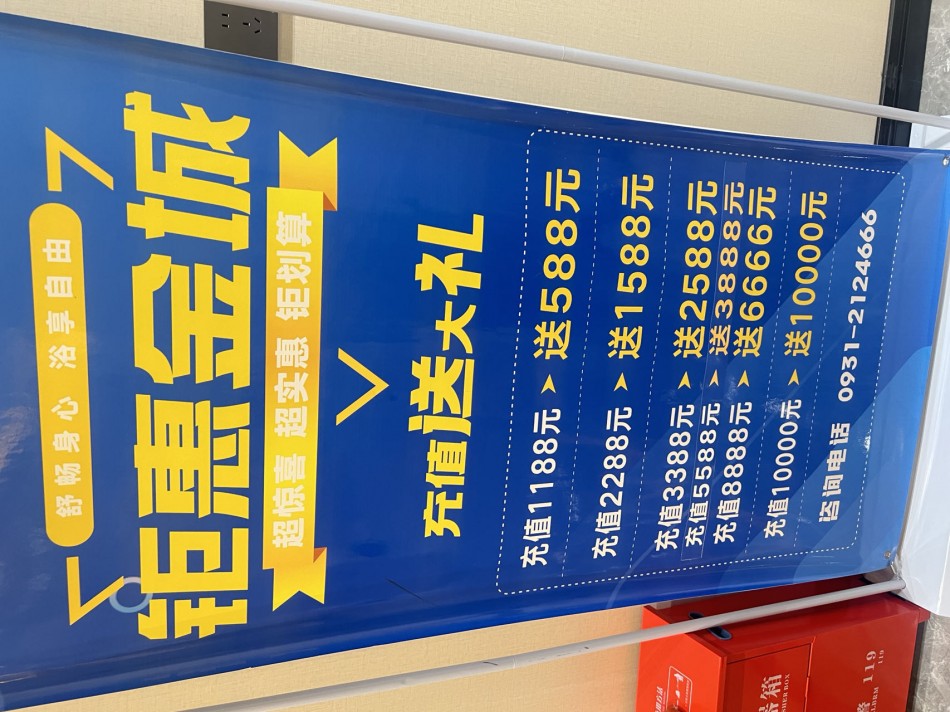 舒畅身心 浴享自由
钜惠金城
超惊喜 超实惠 钜划算
充值送大礼
充值1188元 ➤ 送588元
充值2288元 ➤ 送1588元
充值3388元 ➤ 送2588元
充值5588元 ➤ 送3888元
充值8888元 ➤ 送6666元
充值10000元 ➤ 送10000元
咨询电话 0931-2124666
箱
119
119